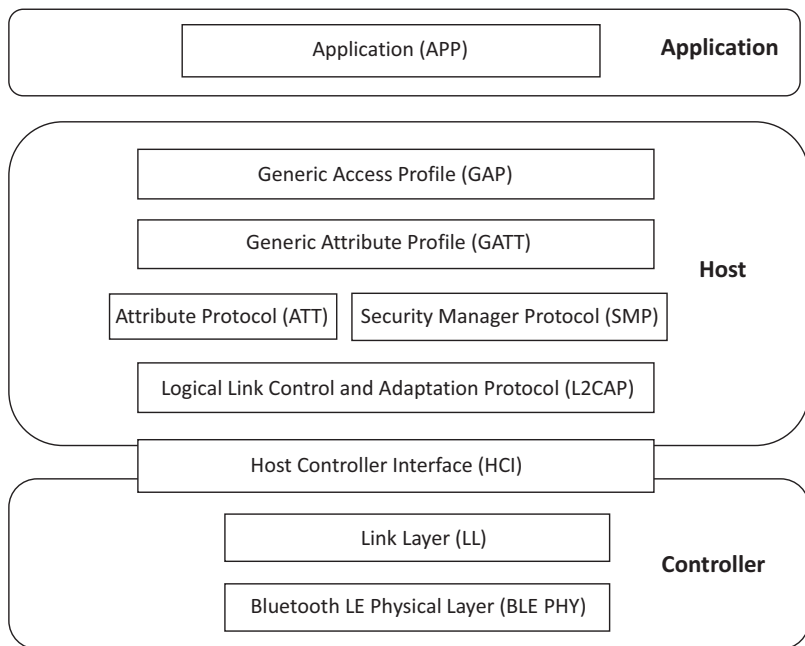 Application (APP)
Application
Generic Access Profile (GAP)
Generic Attribute Profile (GATT)
Host
Attribute Protocol (ATT)
Security Manager Protocol (SMP)
Logical Link Control and Adaptation Protocol (L2CAP)
Host Controller Interface (HCI)
Link Layer (LL)
Controller
Bluetooth LE Physical Layer (BLE PHY)